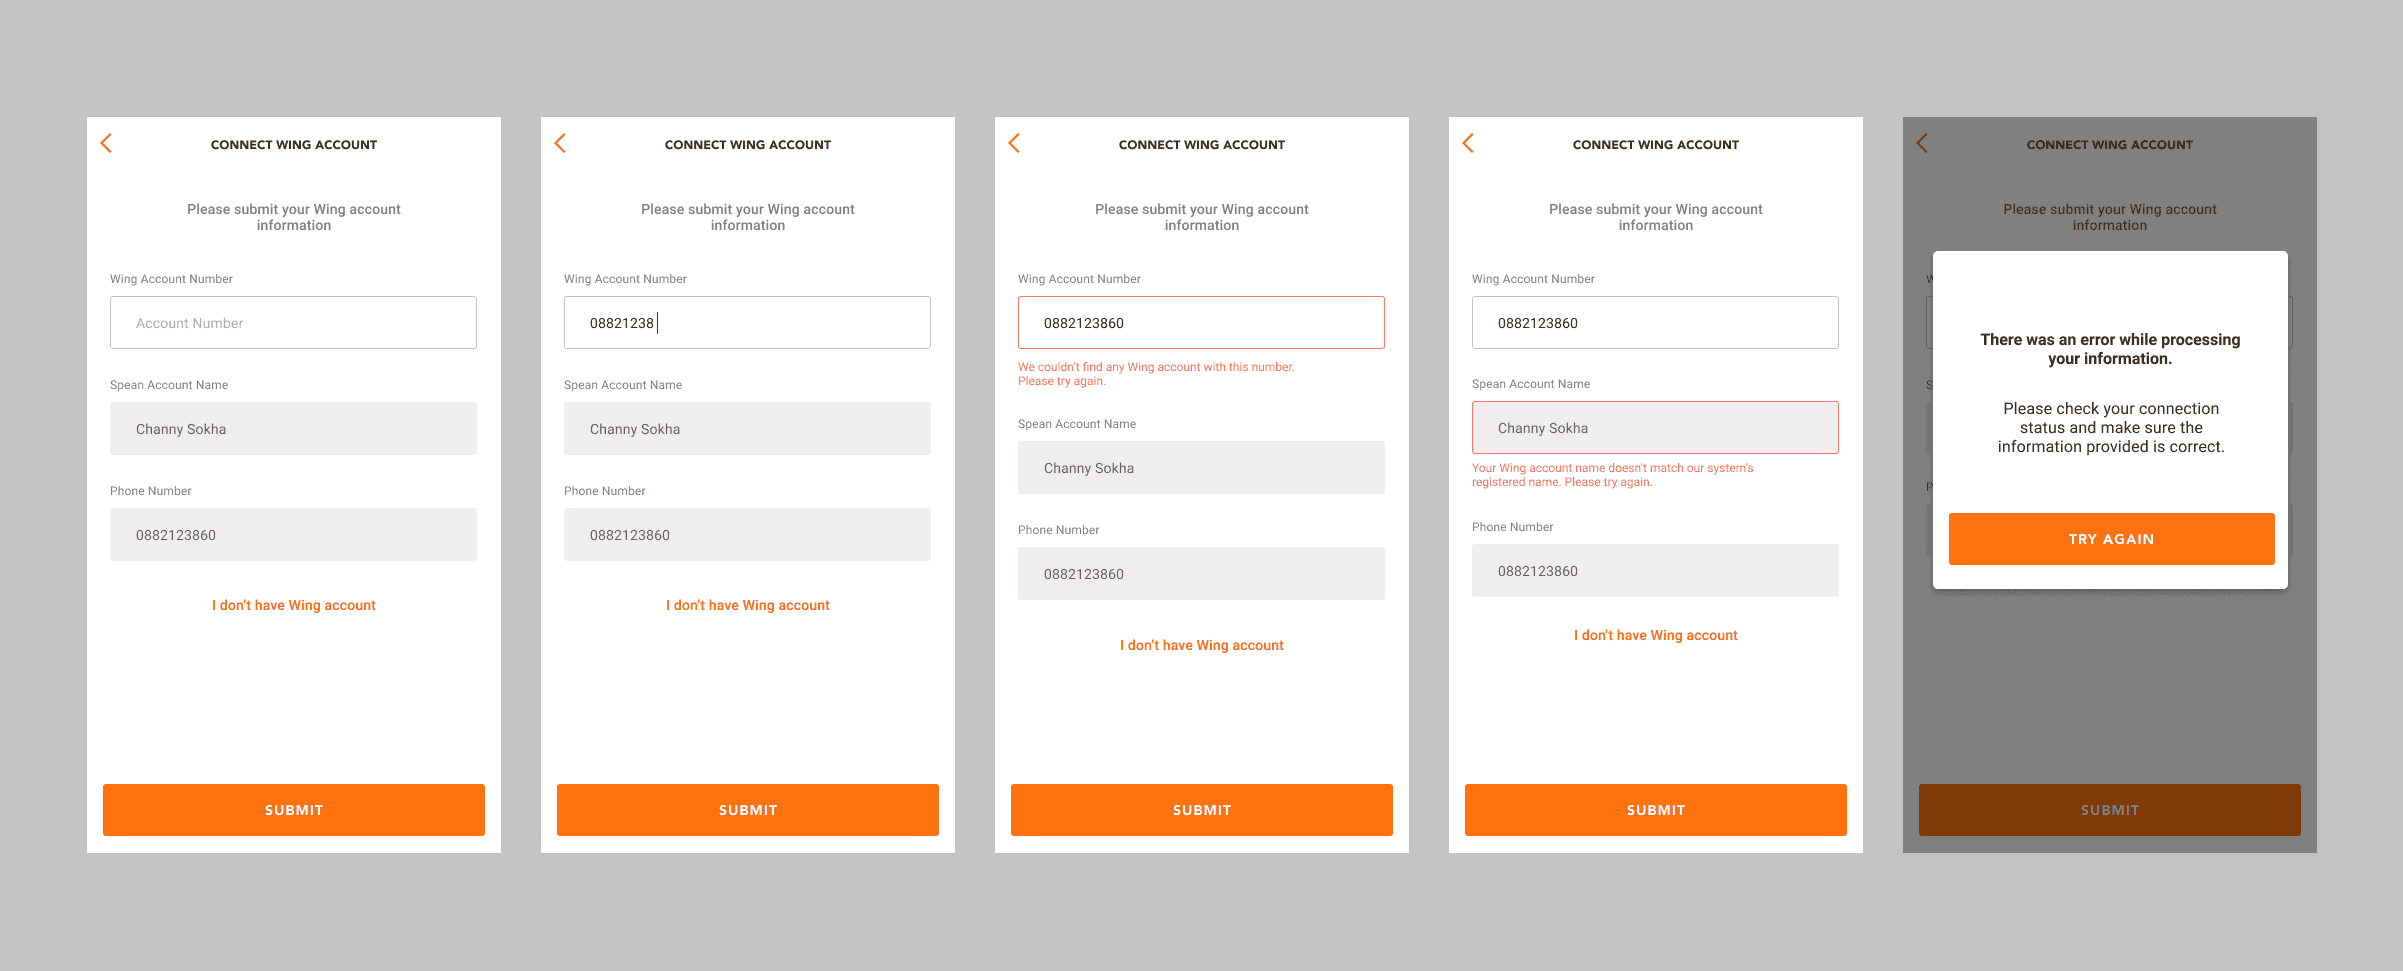 CONNECT WING ACCOUNT
Please submit your Wing account
information
Wing Account Number
Account Number
Spean Account Name
Channy Sokha
Phone Number
0882123860
I don't have Wing account
SUBMIT
CONNECT WING ACCOUNT
Please submit your Wing account
information
Wing Account Number
08821238
Spean Account Name
Channy Sokha
Phone Number
0882123860
I don't have Wing account
SUBMIT
CONNECT WING ACCOUNT
Please submit your Wing account
information
Wing Account Number
0882123860
We couldn't find any Wing account with this number.
Please try again.
Spean Account Name
Channy Sokha
Phone Number
0882123860
I don't have Wing account
SUBMIT
CONNECT WING ACCOUNT
Please submit your Wing account
information
Wing Account Number
0882123860
Spean Account Name
Channy Sokha
Your Wing account name doesn't match our system's
registered name. Please try again.
Phone Number
0882123860
I don't have Wing account
SUBMIT
CONNECT WING ACCOUNT
Please submit your Wing account
information
There was an error while processing
your information.
Please check your connection
status and make sure the
information provided is correct.
TRY AGAIN
SUBMIT